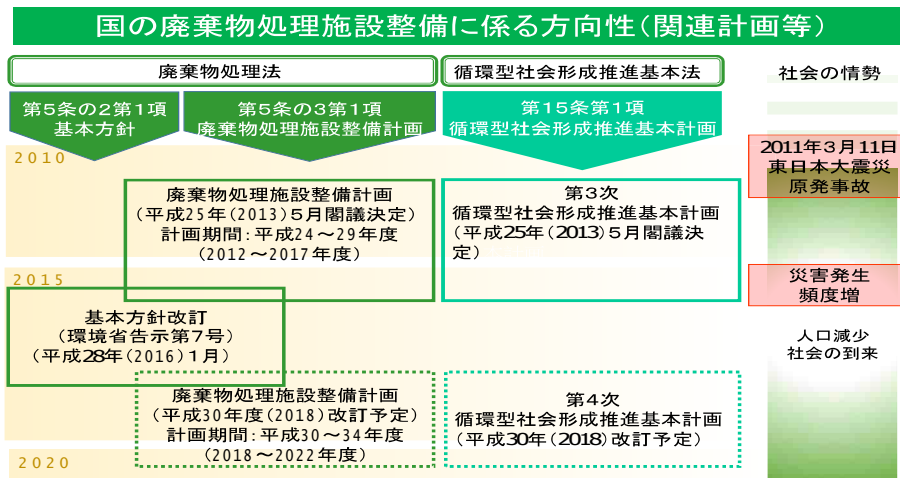 国の廃棄物処理施設整備に係る方向性(関連計画等)
廃棄物処理法
循環型社会形成推進基本法
社会の情勢
第5条の2第1項
基本方針
第5条の3第1項
廃棄物処理施設整備計画
第15条第1項
循環型社会形成推進基本計画
2010
2011年3月11日
東日本大震災
原発事故
廃棄物処理施設整備計画
(平成25年(2013)5月閣議決定)
計画期間:平成24~29年度
(2012~2017年度)
第3次
循環型社会形成推進基本計画
(平成25年(2013)5月閣議決
定)
2015
災害発生
頻度増
基本方針改訂
(環境省告示第7号)
(平成28年(2016)1月)
人口減少
社会の到来
廃棄物処理施設整備計画
(平成30年度(2018)改訂予定)
計画期間:平成30~34年度
(2018~2022年度)
第4次
循環型社会形成推進基本計画
(平成30年(2018)改訂予定)
2020